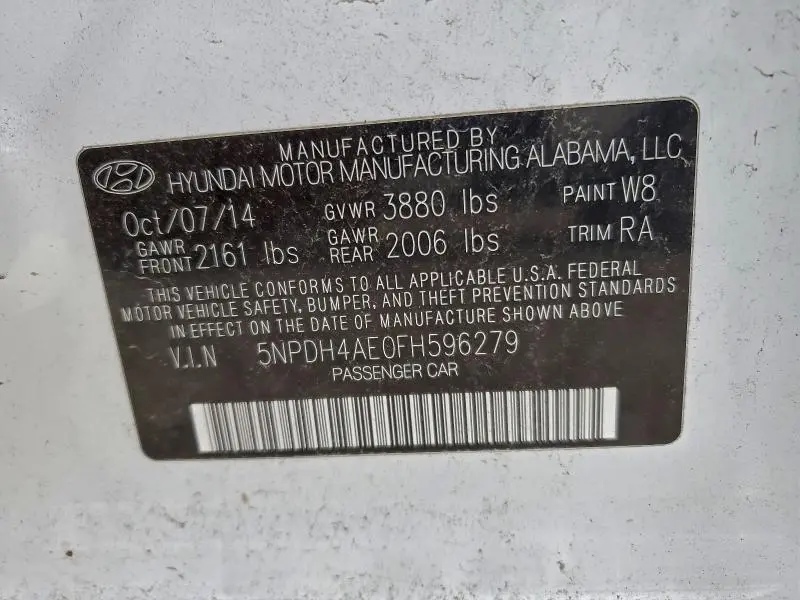 MANUFACTURED BY
HYUNDAI MOTOR MANUFACTURING ALABAMA, LLC
Oct/07/14 GVWR 3880 lbs PAINT W8
GAWR FRONT 2161 lbs GAWR REAR 2006 lbs TRIM RA
THIS VEHICLE CONFORMS TO ALL APPLICABLE U.S.A. FEDERAL
MOTOR VEHICLE SAFETY, BUMPER, AND THEFT PREVENTION STANDARDS
IN EFFECT ON THE DATE OF MANUFACTURE SHOWN ABOVE
V.I.N 5NPDH4AE0FH596279
PASSENGER CAR